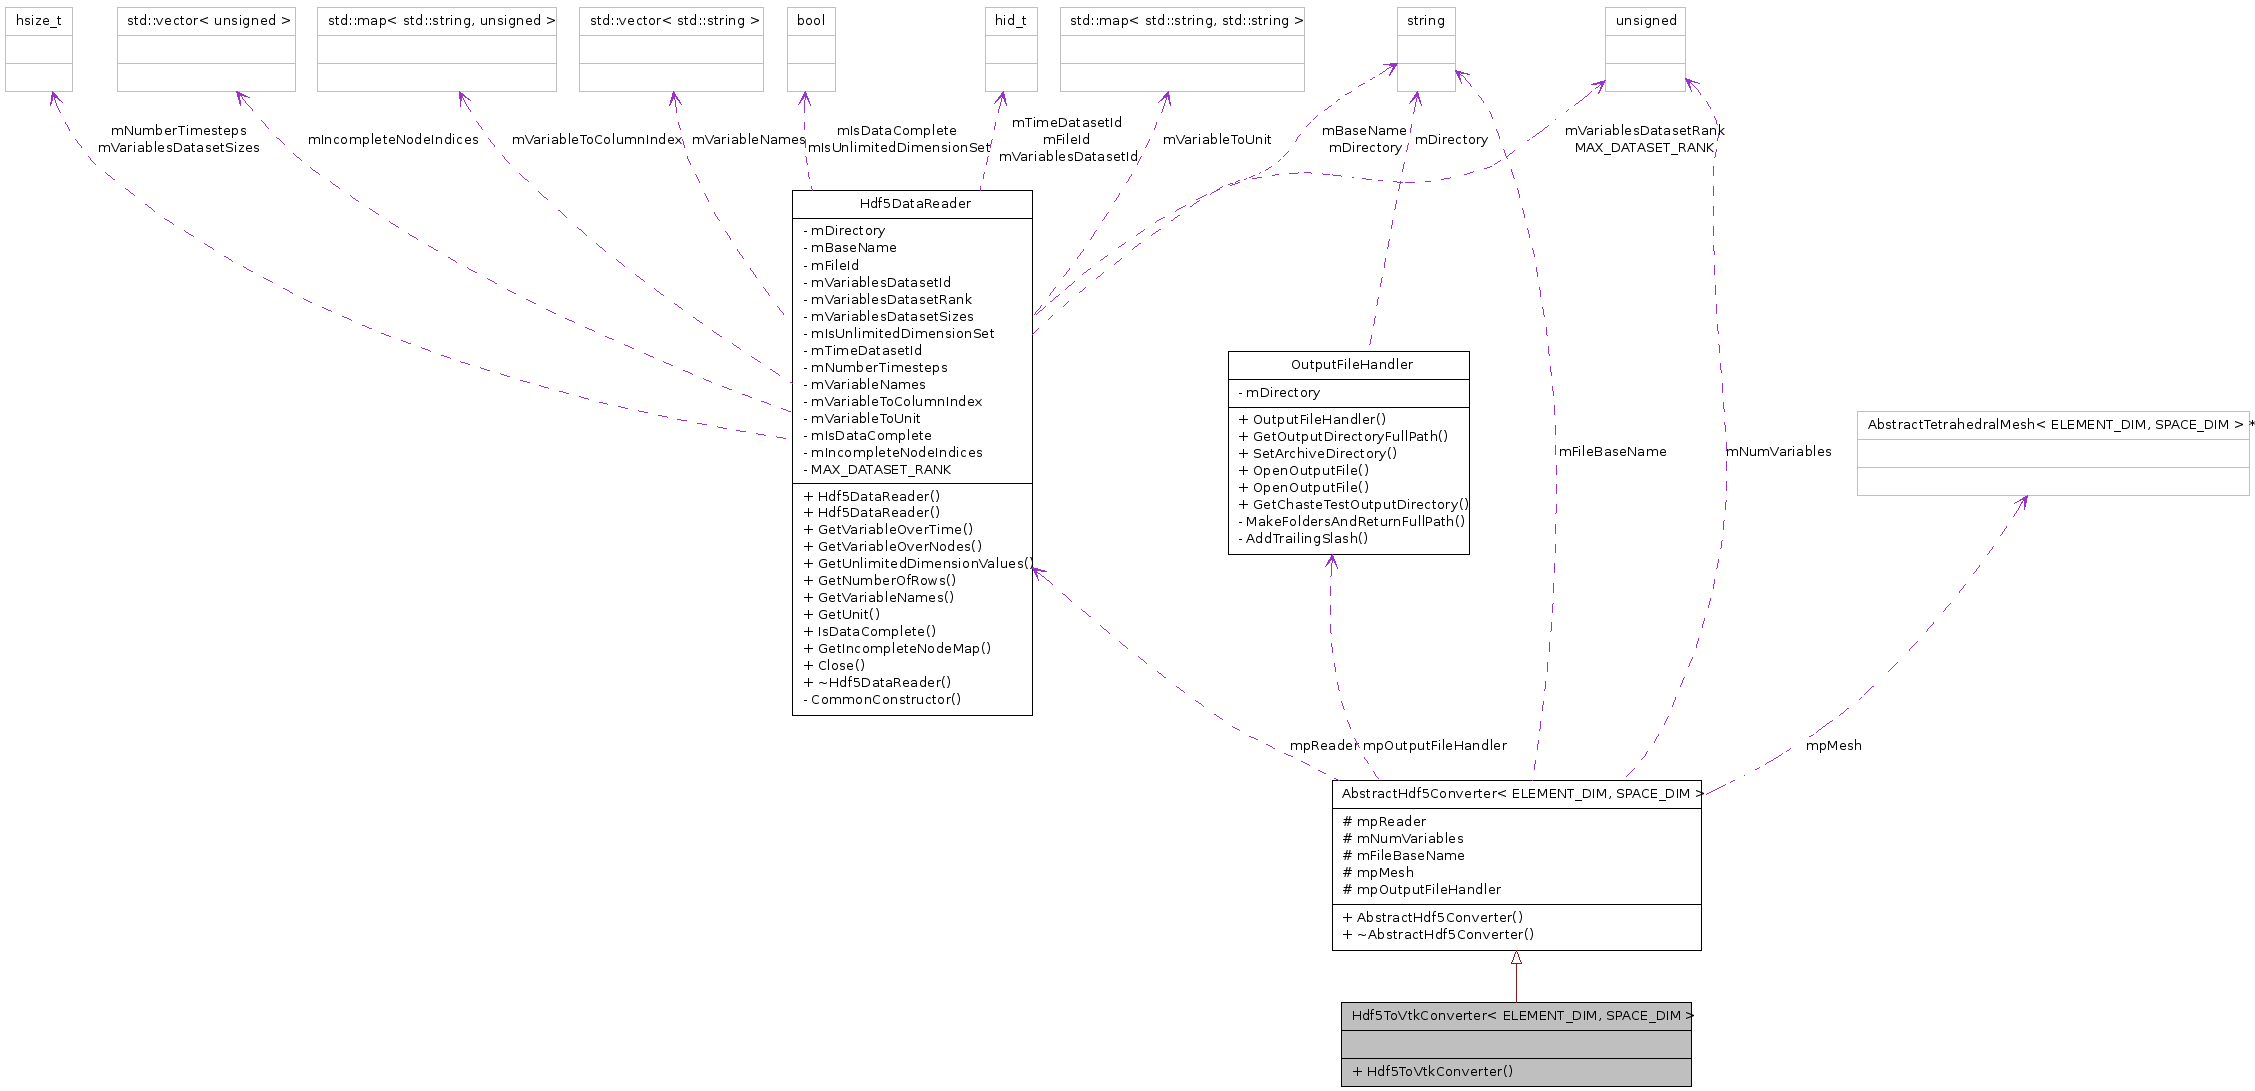 hsize_t
std::vector< unsigned >
std::map< std::string, unsigned >
std::vector< std::string >
bool
hid_t
std::map< std::string, std::string >
string
unsigned
mNumberTimesteps
mVariablesDatasetSizes
mIncompleteNodeIndices
mVariableToColumnIndex
mVariableNames
mIsDataComplete
mIsUnlimitedDimensionSet
mTimeDatasetId
mFileId
mVariablesDatasetId
mVariableToUnit
mBaseName
mDirectory
mDirectory
mVariablesDatasetRank
MAX_DATASET_RANK
Hdf5DataReader
- mDirectory
- mBaseName
- mFileId
- mVariablesDatasetId
- mVariablesDatasetRank
- mVariablesDatasetSizes
- mIsUnlimitedDimensionSet
- mTimeDatasetId
- mNumberTimesteps
- mVariableNames
- mVariableToColumnIndex
- mVariableToUnit
- mIsDataComplete
- mIncompleteNodeIndices
- MAX_DATASET_RANK
+ Hdf5DataReader()
+ Hdf5DataReader()
+ GetVariableOverTime()
+ GetVariableOverNodes()
+ GetUnlimitedDimensionValues()
+ GetNumberOfRows()
+ GetVariableNames()
+ GetUnit()
+ IsDataComplete()
+ GetIncompleteNodeMap()
+ Close()
+ ~Hdf5DataReader()
- CommonConstructor()
OutputFileHandler
- mDirectory
+ OutputFileHandler()
+ GetOutputDirectoryFullPath()
+ SetArchiveDirectory()
+ OpenOutputFile()
+ OpenOutputFile()
+ GetChasteTestOutputDirectory()
- MakeFoldersAndReturnFullPath()
- AddTrailingSlash()
mFileBaseName
mNumVariables
AbstractTetrahedralMesh< ELEMENT_DIM, SPACE_DIM > *
mpReader
mpOutputFileHandler
mpMesh
AbstractHdf5Converter< ELEMENT_DIM, SPACE_DIM >
# mpReader
# mNumVariables
# mFileBaseName
# mpMesh
# mpOutputFileHandler
+ AbstractHdf5Converter()
+ ~AbstractHdf5Converter()
Hdf5ToVtkConverter< ELEMENT_DIM, SPACE_DIM >
+ Hdf5ToVtkConverter()